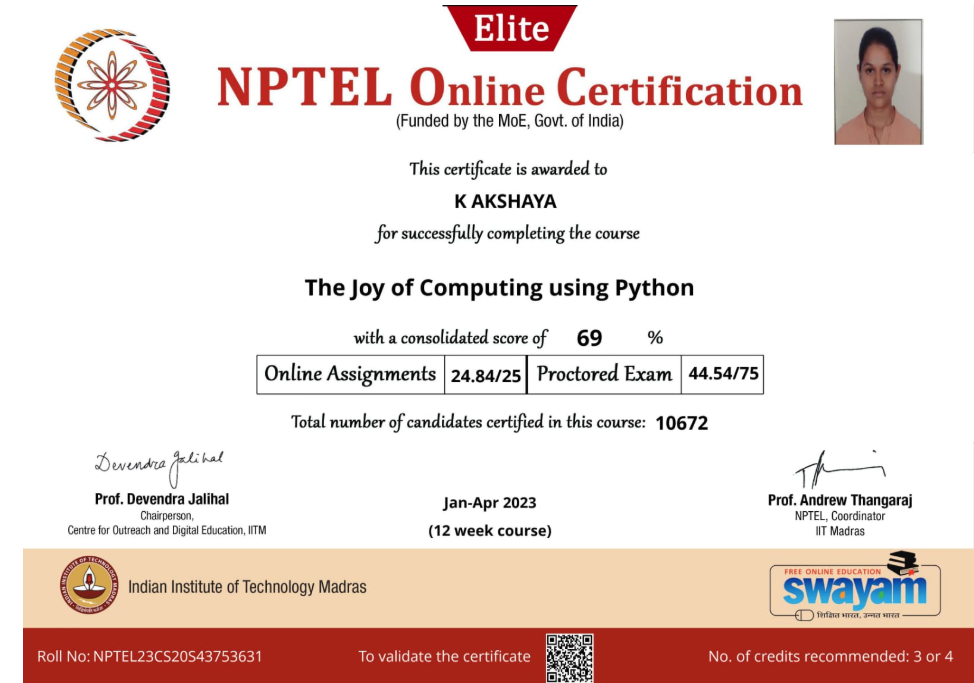 Elite
NPTEL Online Certification
(Funded by the MoE, Govt. of India)
This certificate is awarded to
K AKSHAYA
for successfully completing the course
The Joy of Computing using Python
with a consolidated score of 69 %
Online Assignments 24.84/25 Proctored Exam 44.54/75
Total number of candidates certified in this course: 10672
Devendra Jalihal
Prof. Devendra Jalihal
Chairperson,
Centre for Outreach and Digital Education, IITM
Jan-Apr 2023
(12 week course)
Prof. Andrew Thangaraj
NPTEL, Coordinator
IIT Madras
Indian Institute of Technology Madras
FREE ONLINE EDUCATION
swayam
शिक्षित भारत, उन्नत भारत
Roll No: NPTEL23CS20S43753631
To validate the certificate
No. of credits recommended: 3 or 4